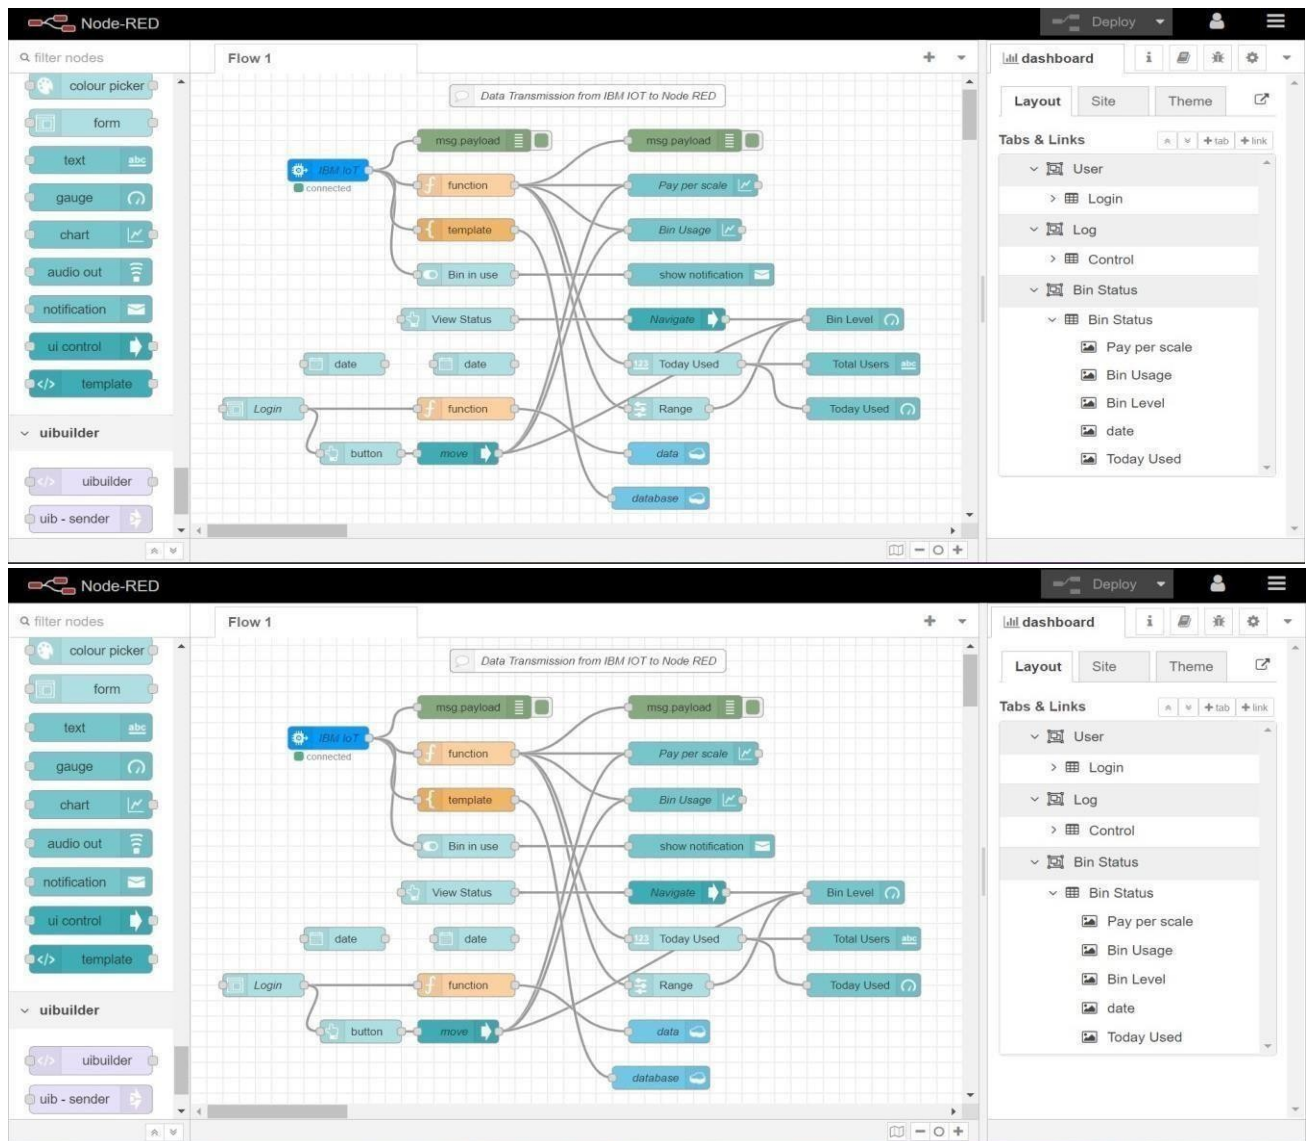 Node-RED
Deploy
filter nodes
colour picker
form
text
abc
gauge
chart
audio out
notification
ui control
</> template
uibuilder
</> uibuilder
uib - sender
Flow 1
Data Transmission from IBM IOT to Node RED
msg.payload
msg.payload
IBM IoT
connected
f function
Pay per scale
{ template
Bin Usage
Bin in use
show notification
View Status
Navigate
Bin Level
date
date
123 Today Used
Total Users abc
Login
f function
Range
Today Used
button
move
data
database
dashboard
i
Layout
Site
Theme
Tabs & Links
+ tab
+ link
User
Login
Log
Control
Bin Status
Bin Status
Pay per scale
Bin Usage
Bin Level
date
Today Used
Node-RED
Deploy
filter nodes
colour picker
form
text
abc
gauge
chart
audio out
notification
ui control
</> template
uibuilder
</> uibuilder
uib - sender
Flow 1
Data Transmission from IBM IOT to Node RED
msg.payload
msg.payload
IBM IoT
connected
f function
Pay per scale
{ template
Bin Usage
Bin in use
show notification
View Status
Navigate
Bin Level
date
date
123 Today Used
Total Users abc
Login
f function
Range
Today Used
button
move
data
database
dashboard
i
Layout
Site
Theme
Tabs & Links
+ tab
+ link
User
Login
Log
Control
Bin Status
Bin Status
Pay per scale
Bin Usage
Bin Level
date
Today Used